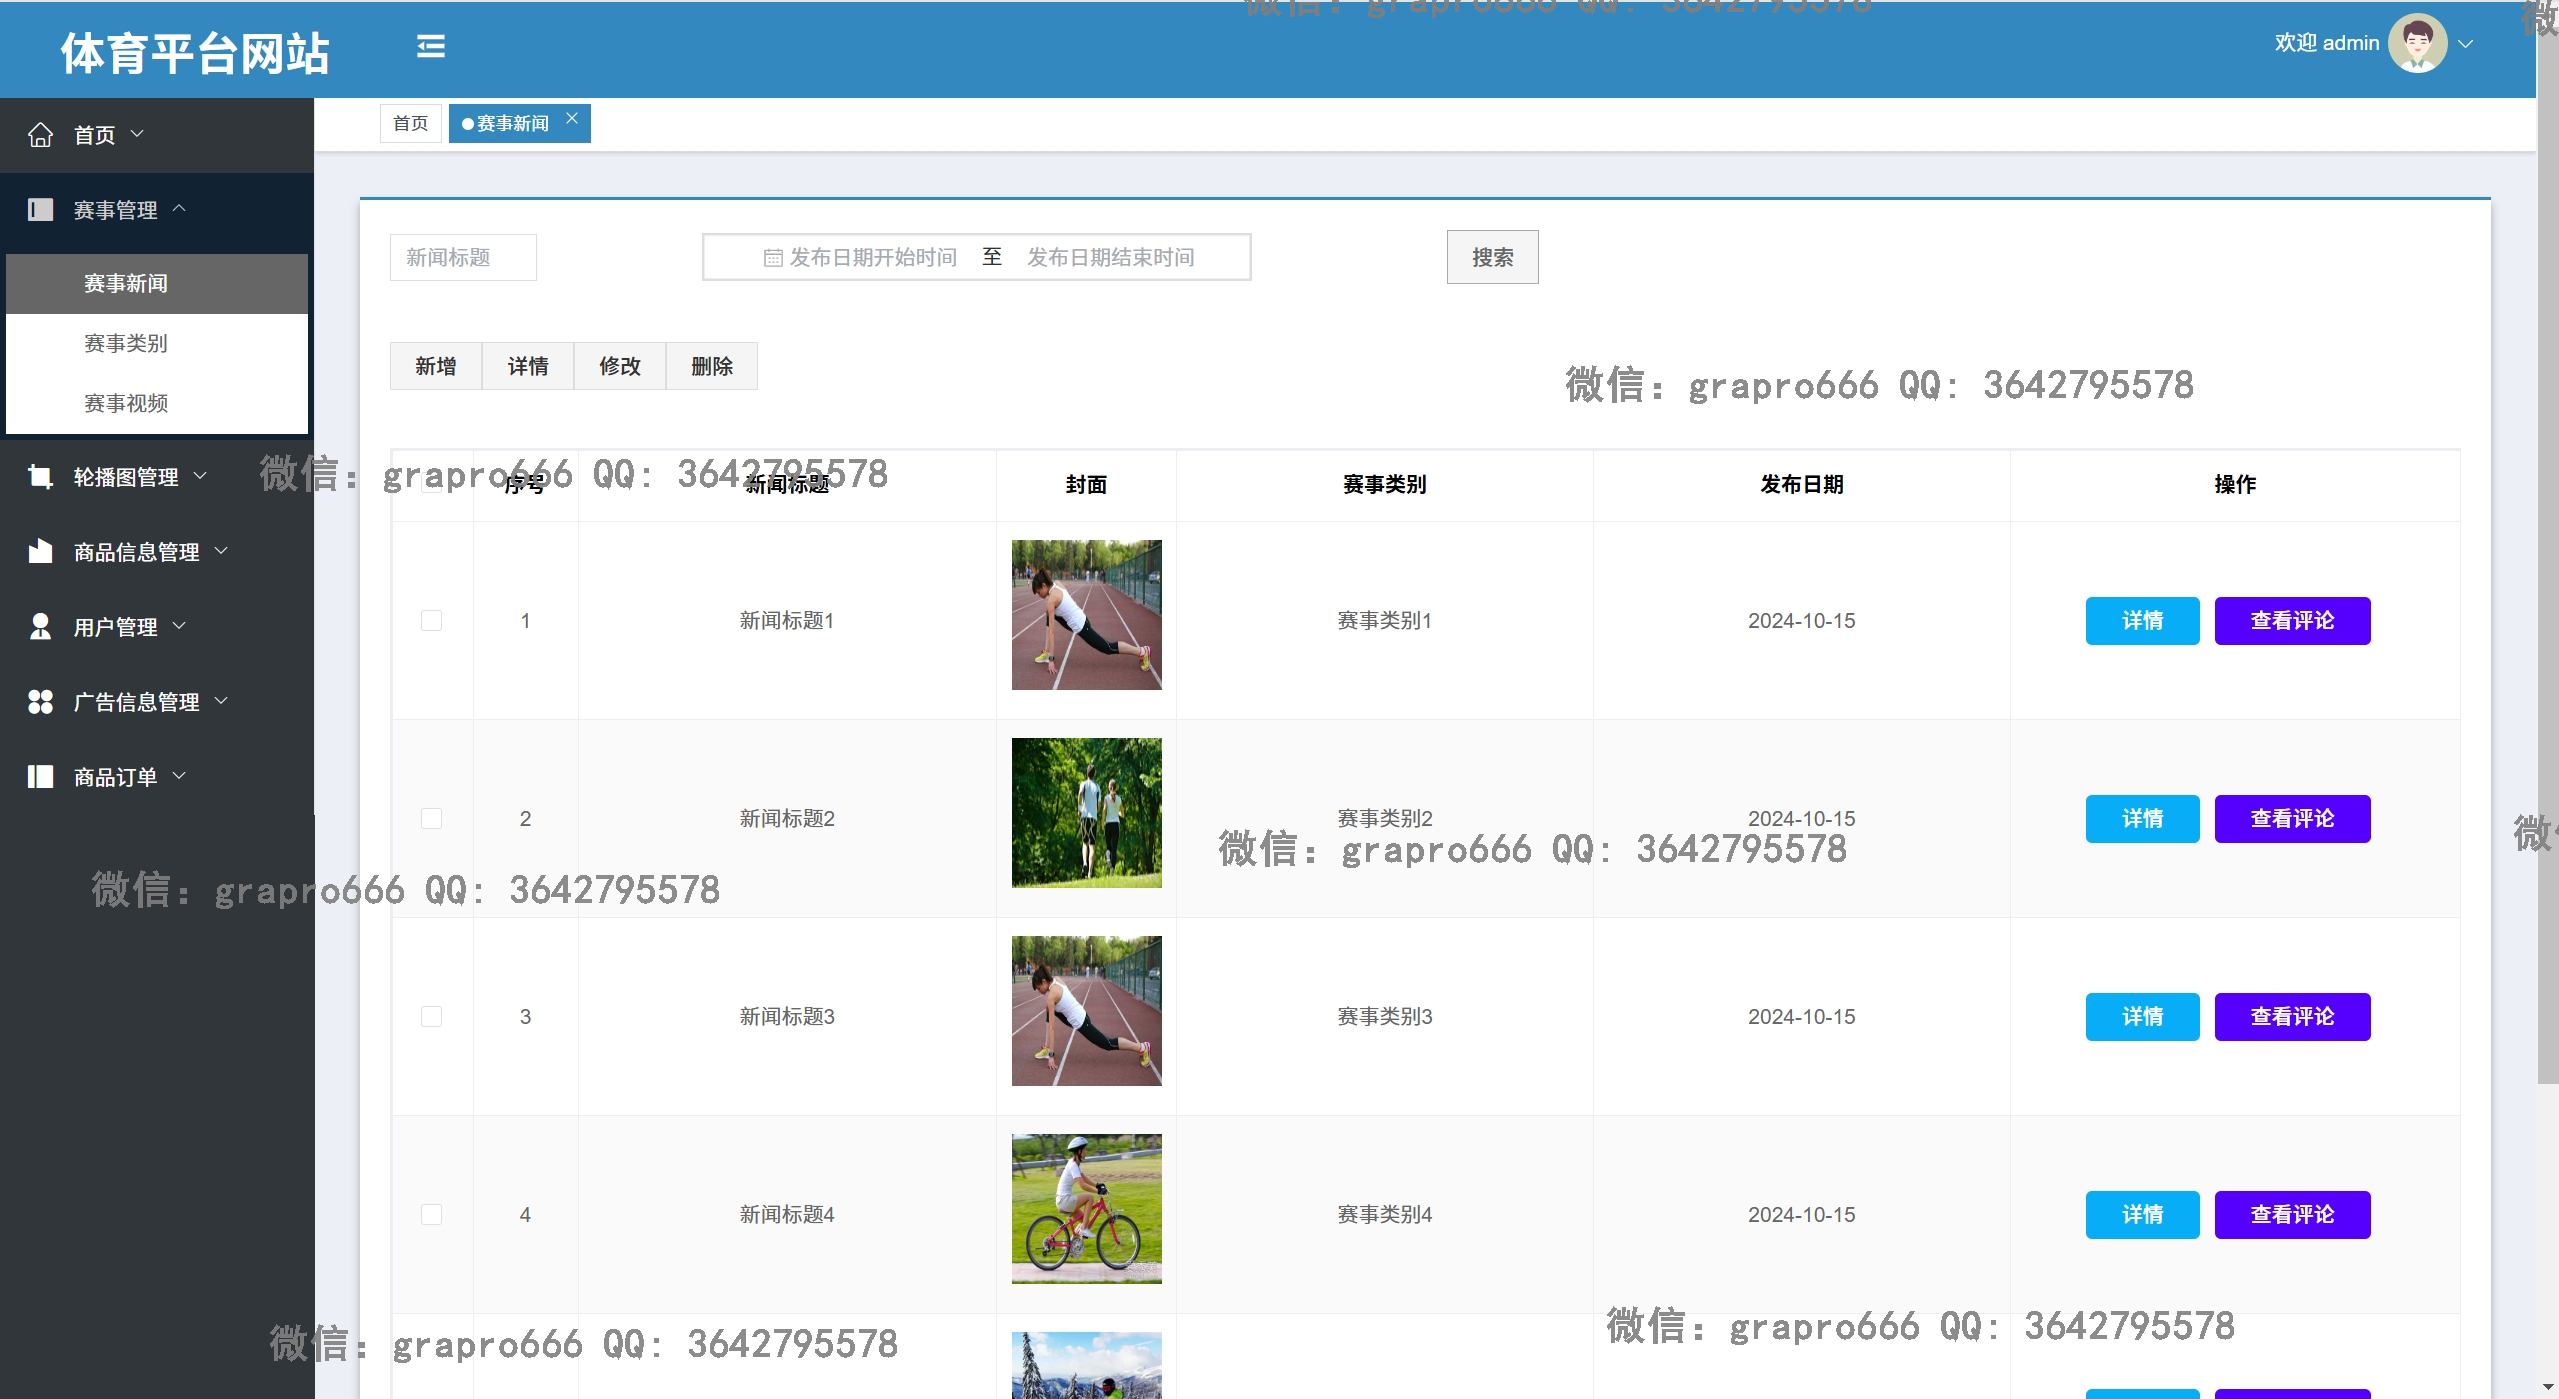 微信：grapro666 QQ：3642795578
体育平台网站
欢迎 admin
首页
首页
赛事新闻
赛事管理
赛事新闻
赛事类别
赛事视频
轮播图管理
商品信息管理
用户管理
广告信息管理
商品订单
新闻标题
发布日期开始时间 至 发布日期结束时间
搜索
新增 详情 修改 删除
微信：grapro666 QQ：3642795578
微信：grapro666 QQ：3642795578
序号 新闻标题 封面 赛事类别 发布日期 操作
1 新闻标题1 赛事类别1 2024-10-15 详情 查看评论
2 新闻标题2 赛事类别2 2024-10-15 详情 查看评论
微信：grapro666 QQ：3642795578
微信：grapro666 QQ：3642795578
3 新闻标题3 赛事类别3 2024-10-15 详情 查看评论
4 新闻标题4 赛事类别4 2024-10-15 详情 查看评论
微信：grapro666 QQ：3642795578
微信：grapro666 QQ：3642795578